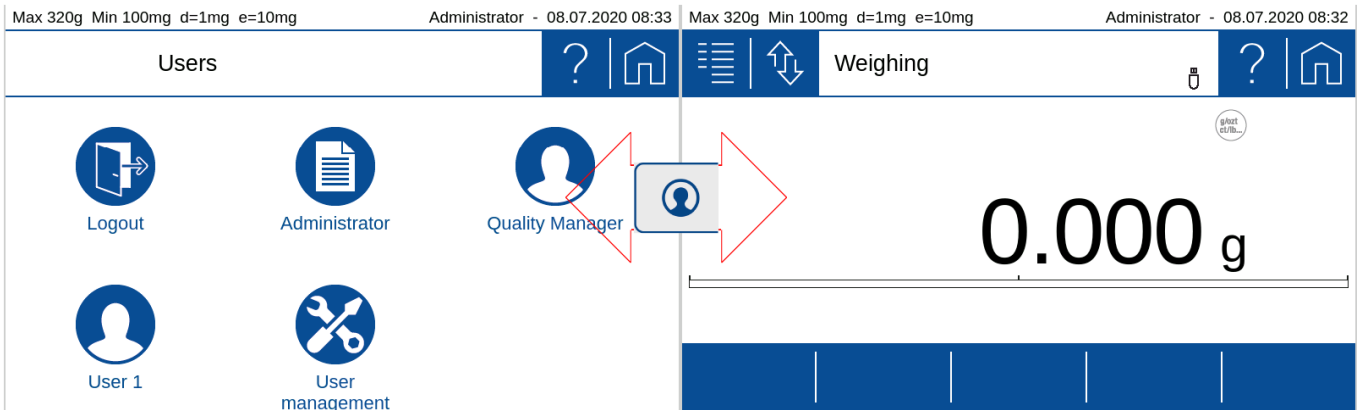 Max 320g Min 100mg d=1mg e=10mg Administrator - 08.07.2020 08:33
Users
?
Logout
Administrator
Quality Manager
User 1
User
management
Max 320g Min 100mg d=1mg e=10mg Administrator - 08.07.2020 08:32
Weighing
?
g/ozt
ct/lb...
0.000 g